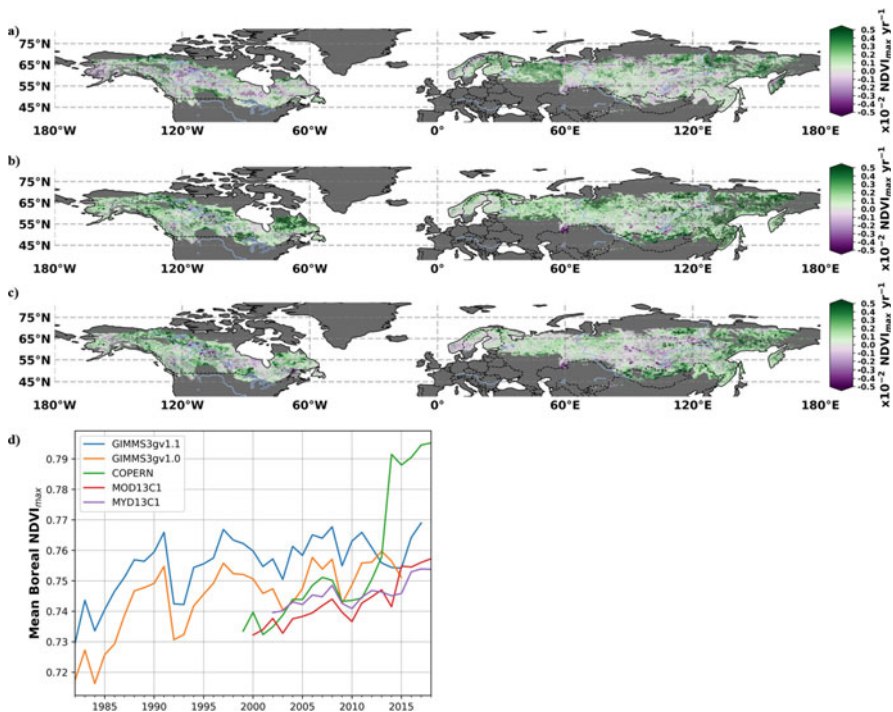 a)
75°N
65°N
55°N
45°N
180°W 120°W 60°W 0° 60°E 120°E 180°E
0.5
0.4
0.3
0.2
0.1
0.0
-0.1
-0.2
-0.3
-0.4
-0.5
x10⁻² NDVImax yr⁻¹
b)
75°N
65°N
55°N
45°N
180°W 120°W 60°W 0° 60°E 120°E 180°E
0.5
0.4
0.3
0.2
0.1
0.0
-0.1
-0.2
-0.3
-0.4
-0.5
x10⁻² NDVImax yr⁻¹
c)
75°N
65°N
55°N
45°N
180°W 120°W 60°W 0° 60°E 120°E 180°E
0.5
0.4
0.3
0.2
0.1
0.0
-0.1
-0.2
-0.3
-0.4
-0.5
x10⁻² NDVImax yr⁻¹
d)
GIMMS3gv1.1
GIMMS3gv1.0
COPERN
MOD13C1
MYD13C1
Mean Boreal NDVImax
0.79
0.78
0.77
0.76
0.75
0.74
0.73
0.72
1985 1990 1995 2000 2005 2010 2015